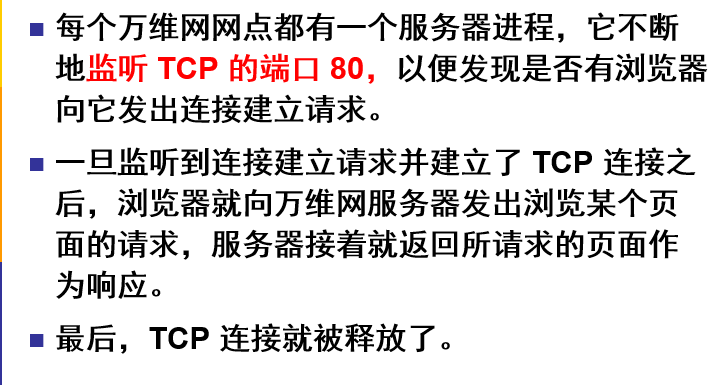 每个万维网网点都有一个服务器进程，它不断
地监听 TCP 的端口 80，以便发现是否有浏览器
向它发出连接建立请求。
一旦监听到连接建立请求并建立了 TCP 连接之
后，浏览器就向万维网服务器发出浏览某个页
面的请求，服务器接着就返回所请求的页面作
为响应。
最后，TCP 连接就被释放了。